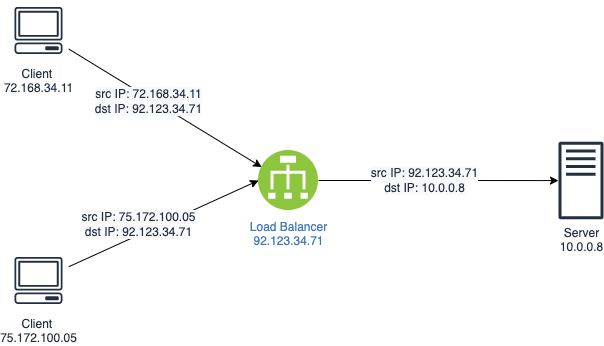 Client
72.168.34.11
src IP: 72.168.34.11
dst IP: 92.123.34.71
src IP: 92.123.34.71
dst IP: 10.0.0.8
src IP: 75.172.100.05
dst IP: 92.123.34.71
Load Balancer
92.123.34.71
Server
10.0.0.8
Client
75.172.100.05